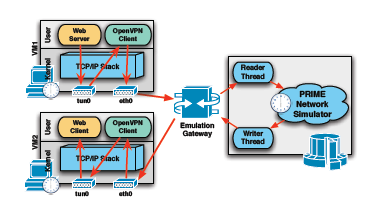 VM1
User
Kernel
Web
Server
OpenVPN
Client
TCP/IP Stack
tun0
eth0
VM2
User
Kernel
Web Client
OpenVPN
Client
TCP/IP Stack
tun0
eth0
Emulation
Gateway
Reader
Thread
PRIME
Network
Simulator
Writer
Thread